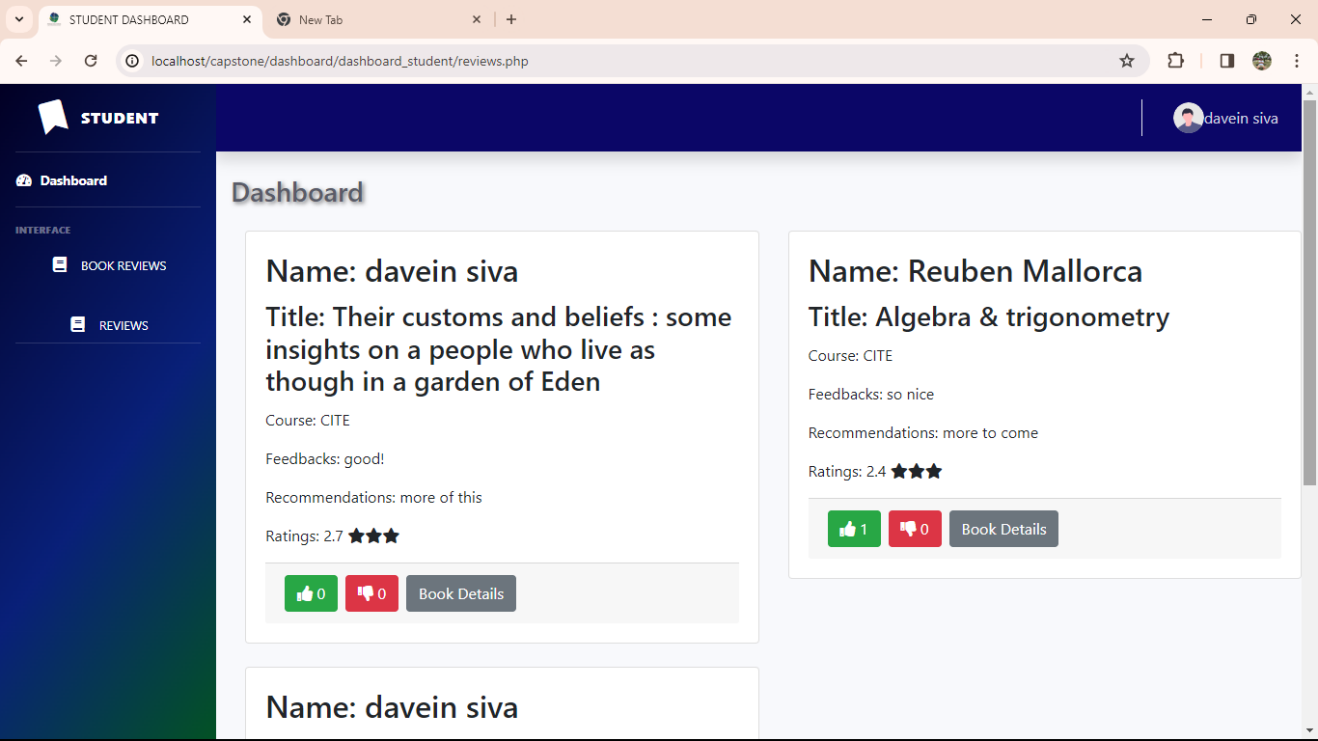 STUDENT DASHBOARD
New Tab
localhost/capstone/dashboard/dashboard_student/reviews.php
STUDENT
davein siva
Dashboard
INTERFACE
BOOK REVIEWS
REVIEWS
Dashboard
Name: davein siva
Title: Their customs and beliefs : some
insights on a people who live as
though in a garden of Eden
Course: CITE
Feedbacks: good!
Recommendations: more of this
Ratings: 2.7
0
0
Book Details
Name: Reuben Mallorca
Title: Algebra & trigonometry
Course: CITE
Feedbacks: so nice
Recommendations: more to come
Ratings: 2.4
1
0
Book Details
Name: davein siva